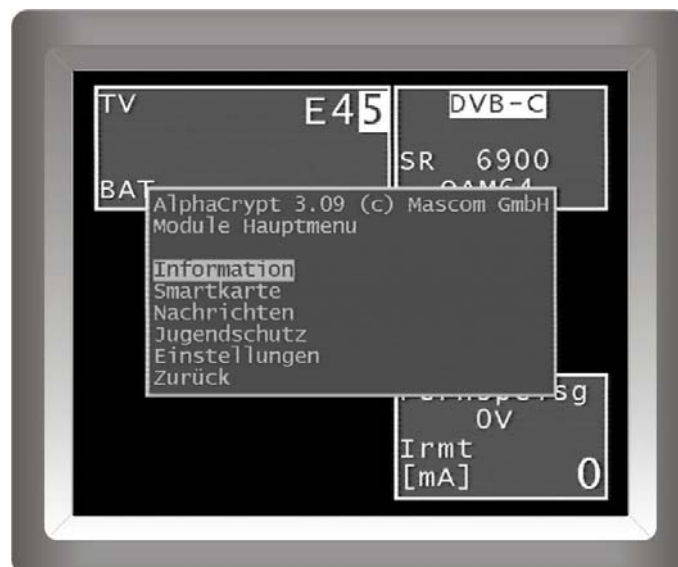 TV E45
DVB-C
SR 6900
BAT
AlphaCrypt 3.09 (c) Mascom GmbH
Module Hauptmenu
Information
Smartkarte
Nachrichten
Jugendschutz
Einstellungen
Zurück
0V
Irmt
[mA] 0